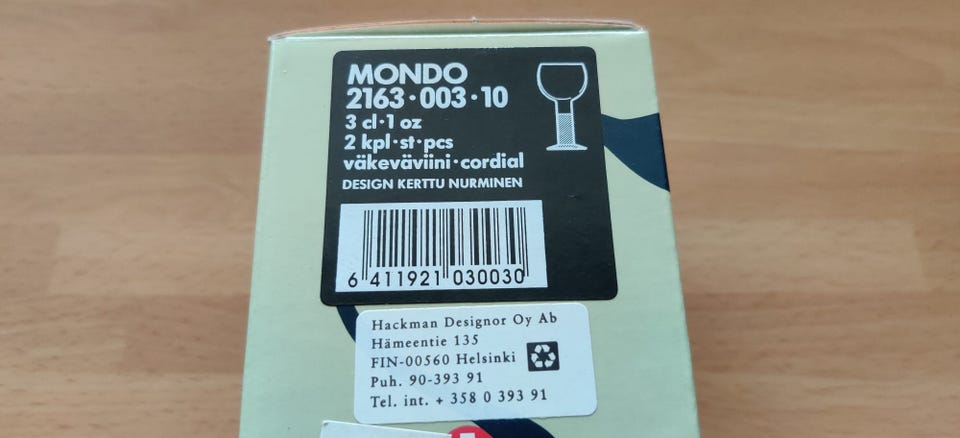 MONDO
2163·003·10
3 cl·1 oz
2 kpl·st·pcs
väkeväviini·cordial
DESIGN KERTTU NURMINEN
6 411921 030030
Hackman Designor Oy Ab
Hämeentie 135
FIN-00560 Helsinki
Puh. 90-393 91
Tel. int. + 358 0 393 91